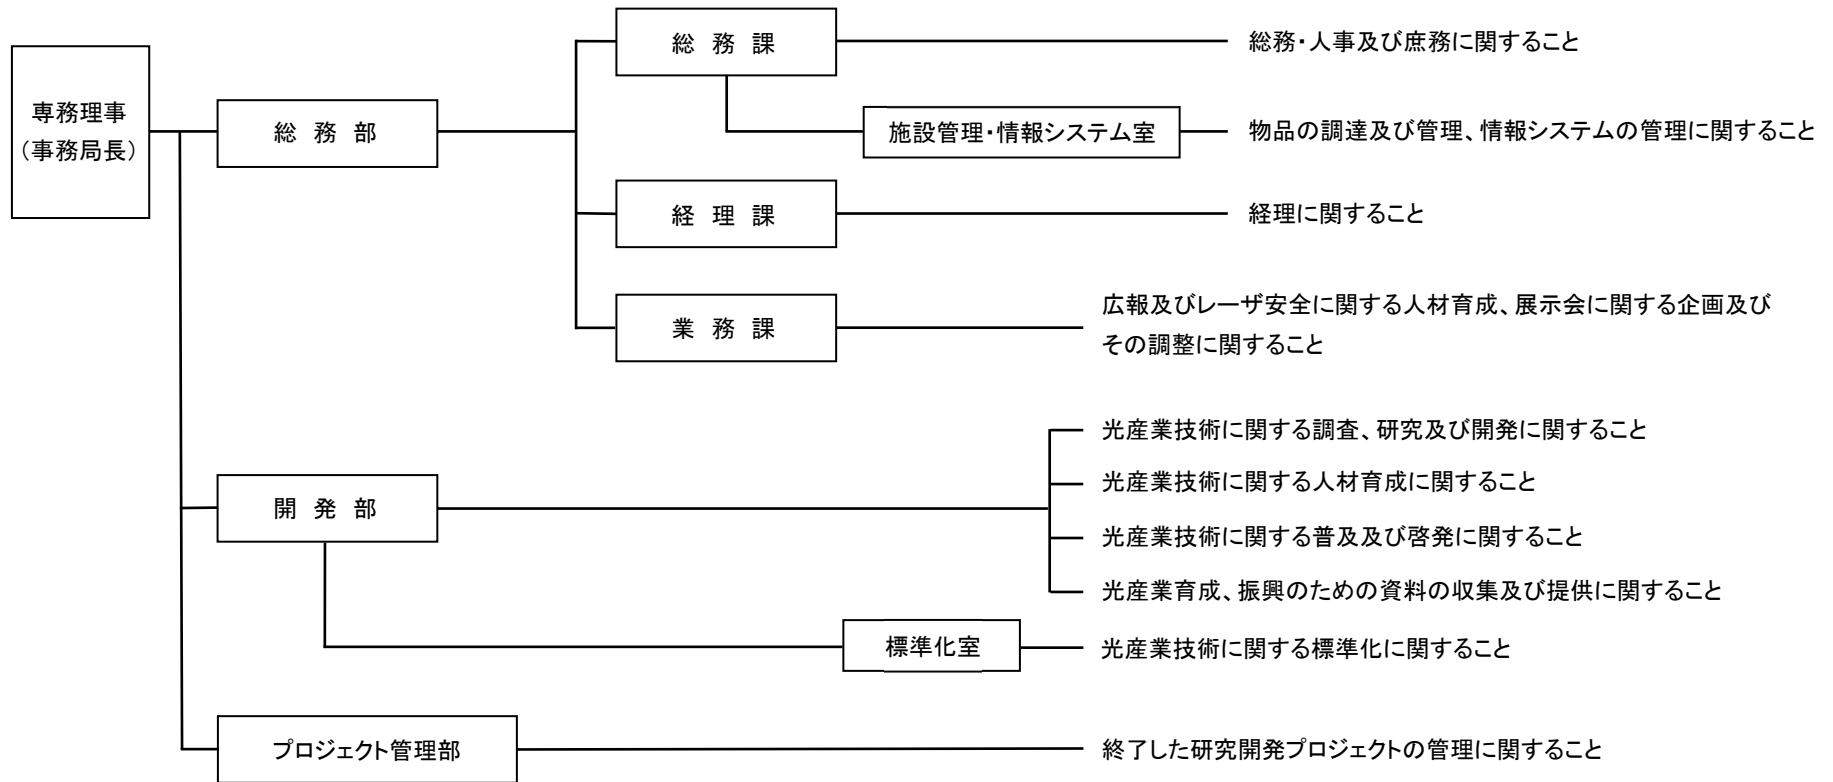 専務理事
（事務局長）
総務部
総務課
総務・人事及び庶務に関すること
施設管理・情報システム室
物品の調達及び管理、情報システムの管理に関すること
経理課
経理に関すること
業務課
広報及びレーザ安全に関する人材育成、展示会に関する企画及び
その調整に関すること
開発部
光産業技術に関する調査、研究及び開発に関すること
光産業技術に関する人材育成に関すること
光産業技術に関する普及及び啓発に関すること
光産業育成、振興のための資料の収集及び提供に関すること
標準化室
光産業技術に関する標準化に関すること
プロジェクト管理部
終了した研究開発プロジェクトの管理に関すること